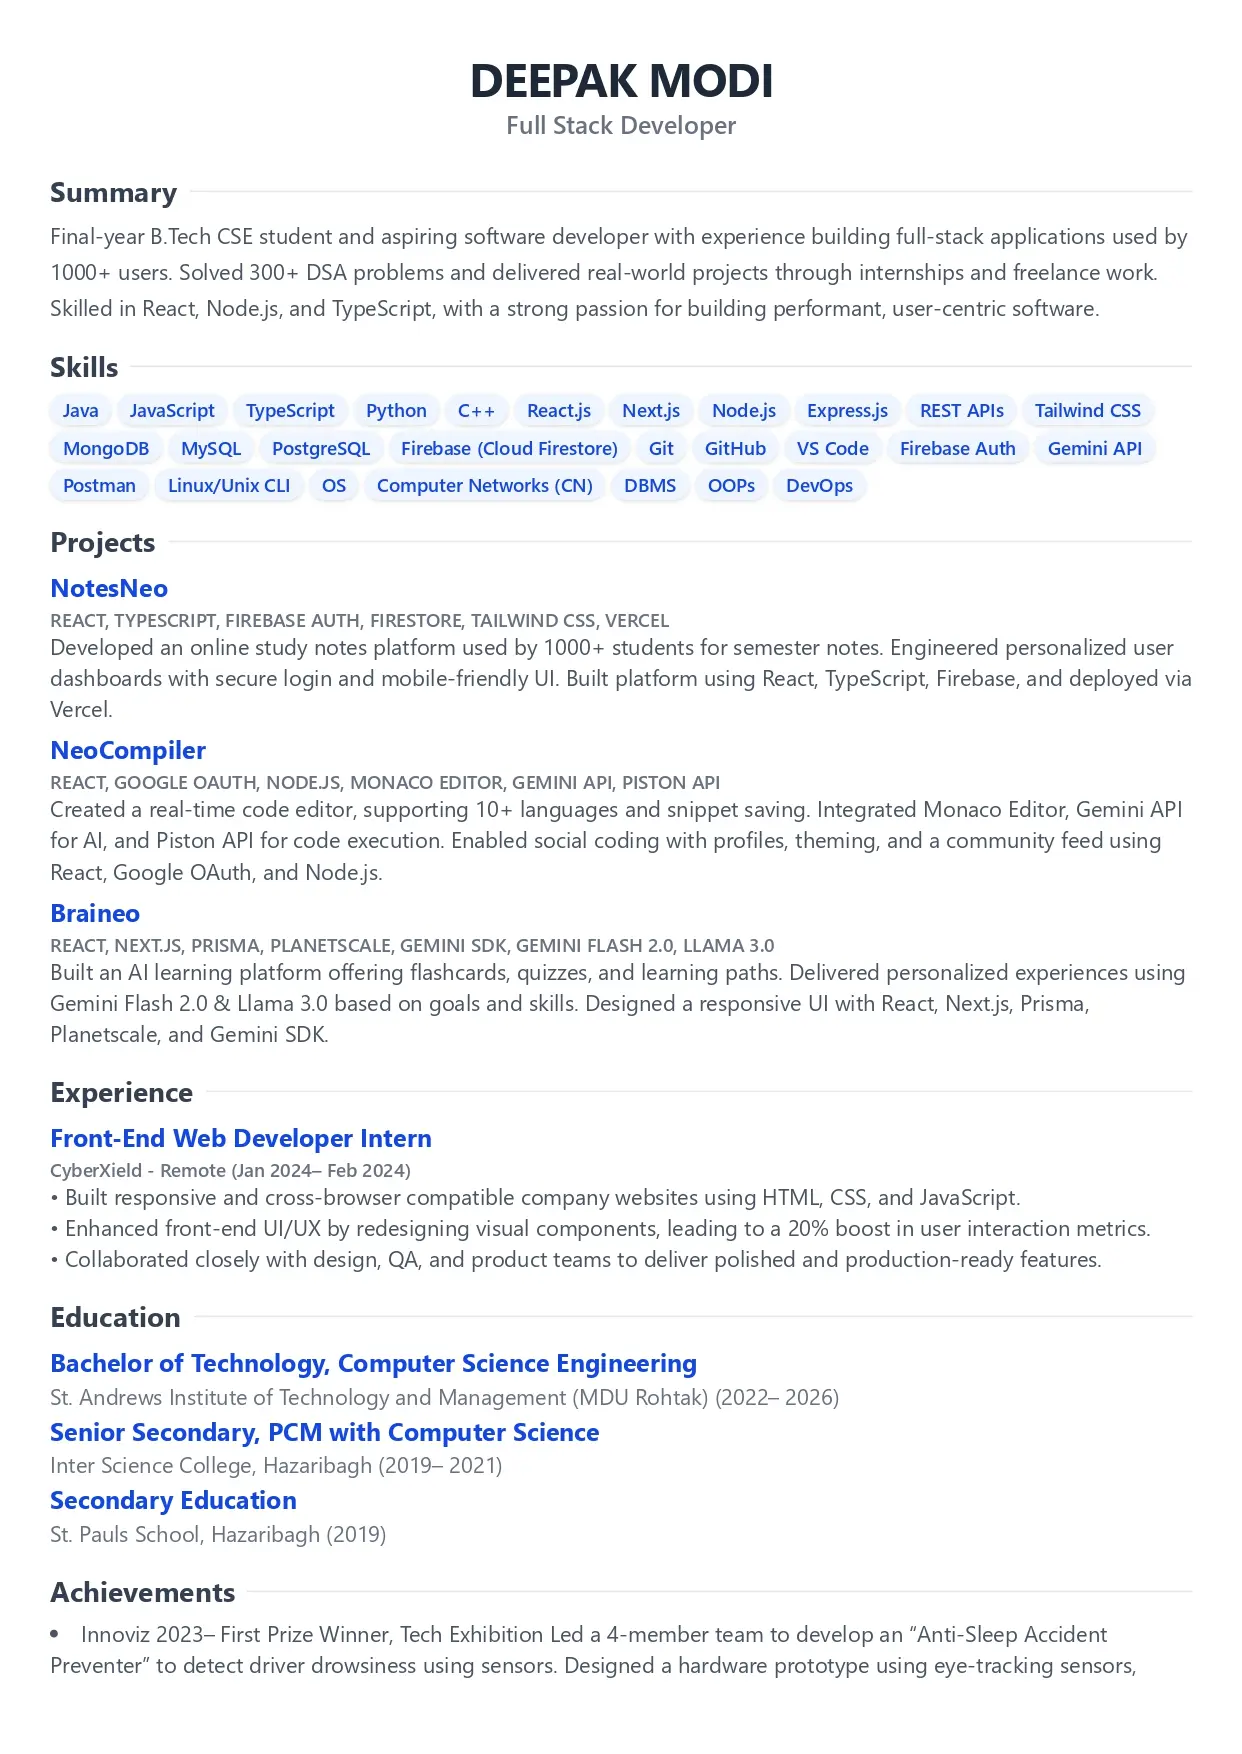 DEEPAK MODI
Full Stack Developer
Summary
Final-year B.Tech CSE student and aspiring software developer with experience building full-stack applications used by
1000+ users. Solved 300+ DSA problems and delivered real-world projects through internships and freelance work.
Skilled in React, Node.js, and TypeScript, with a strong passion for building performant, user-centric software.
Skills
Java JavaScript TypeScript Python C++ React.js Next.js Node.js Express.js REST APIs Tailwind CSS
MongoDB MySQL PostgreSQL Firebase (Cloud Firestore) Git GitHub VS Code Firebase Auth Gemini API
Postman Linux/Unix CLI OS Computer Networks (CN) DBMS OOPs DevOps
Projects
NotesNeo
REACT, TYPESCRIPT, FIREBASE AUTH, FIRESTORE, TAILWIND CSS, VERCEL
Developed an online study notes platform used by 1000+ students for semester notes. Engineered personalized user
dashboards with secure login and mobile-friendly UI. Built platform using React, TypeScript, Firebase, and deployed via
Vercel.
NeoCompiler
REACT, GOOGLE OAUTH, NODE.JS, MONACO EDITOR, GEMINI API, PISTON API
Created a real-time code editor, supporting 10+ languages and snippet saving. Integrated Monaco Editor, Gemini API
for AI, and Piston API for code execution. Enabled social coding with profiles, theming, and a community feed using
React, Google OAuth, and Node.js.
Braineo
REACT, NEXT.JS, PRISMA, PLANETSCALE, GEMINI SDK, GEMINI FLASH 2.0, LLAMA 3.0
Built an AI learning platform offering flashcards, quizzes, and learning paths. Delivered personalized experiences using
Gemini Flash 2.0 & Llama 3.0 based on goals and skills. Designed a responsive UI with React, Next.js, Prisma,
Planetscale, and Gemini SDK.
Experience
Front-End Web Developer Intern
CyberXield - Remote (Jan 2024– Feb 2024)
• Built responsive and cross-browser compatible company websites using HTML, CSS, and JavaScript.
• Enhanced front-end UI/UX by redesigning visual components, leading to a 20% boost in user interaction metrics.
• Collaborated closely with design, QA, and product teams to deliver polished and production-ready features.
Education
Bachelor of Technology, Computer Science Engineering
St. Andrews Institute of Technology and Management (MDU Rohtak) (2022– 2026)
Senior Secondary, PCM with Computer Science
Inter Science College, Hazaribagh (2019– 2021)
Secondary Education
St. Pauls School, Hazaribagh (2019)
Achievements
• Innoviz 2023– First Prize Winner, Tech Exhibition Led a 4-member team to develop an “Anti-Sleep Accident
Preventer” to detect driver drowsiness using sensors. Designed a hardware prototype using eye-tracking sensors,